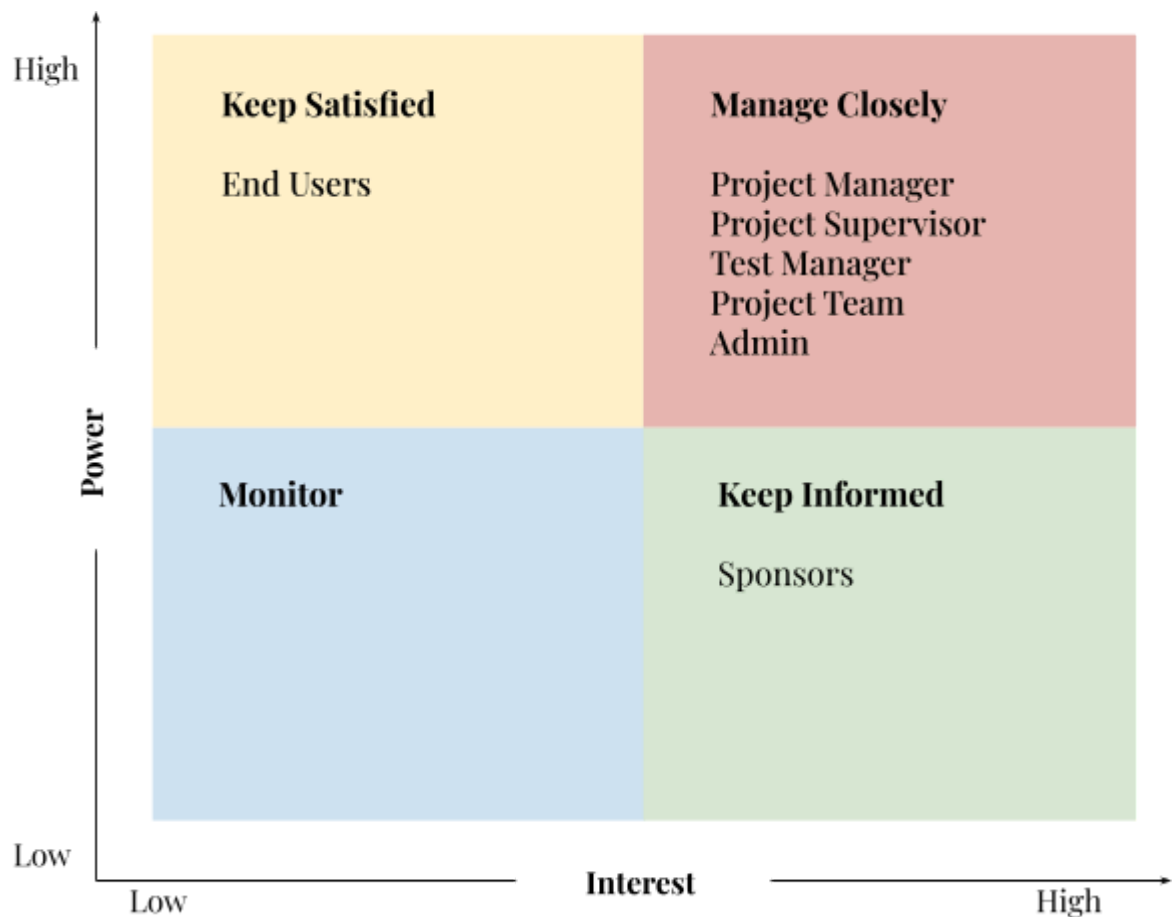 High
Keep Satisfied
End Users
Manage Closely
Project Manager
Project Supervisor
Test Manager
Project Team
Admin
Power
Monitor
Keep Informed
Sponsors
Low
Low
Interest
High